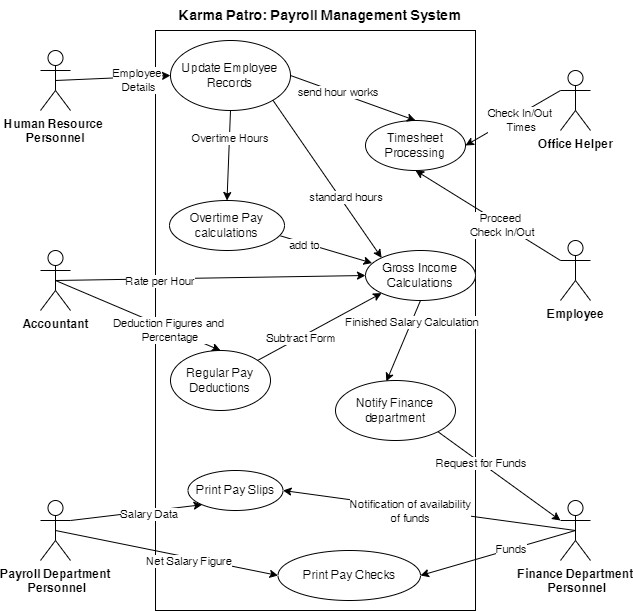 Karma Patro: Payroll Management System
Update Employee
Records
Employee
Details
send hour works
Human Resource
Personnel
Check In/Out
Times
Office Helper
Timesheet
Processing
Overtime Hours
standard hours
Overtime Pay
calculations
Proceed
Check In/Out
add to
Gross Income
Calculations
Rate per Hour
Accountant
Employee
Deduction Figures and
Percentage
Finished Salary Calculation
Subtract Form
Regular Pay
Deductions
Notify Finance
department
Request for Funds
Print Pay Slips
Salary Data
Notification of availability
of funds
Net Salary Figure
Funds
Payroll Department
Personnel
Print Pay Checks
Finance Department
Personnel